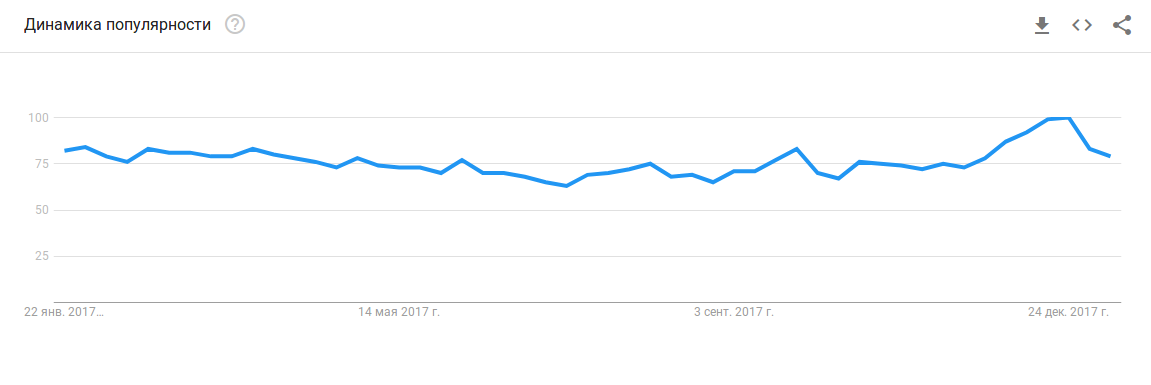 Динамика популярности ?
100
75
50
25
22 янв. 2017…
14 мая 2017 г.
3 сент. 2017 г.
24 дек. 2017 г.